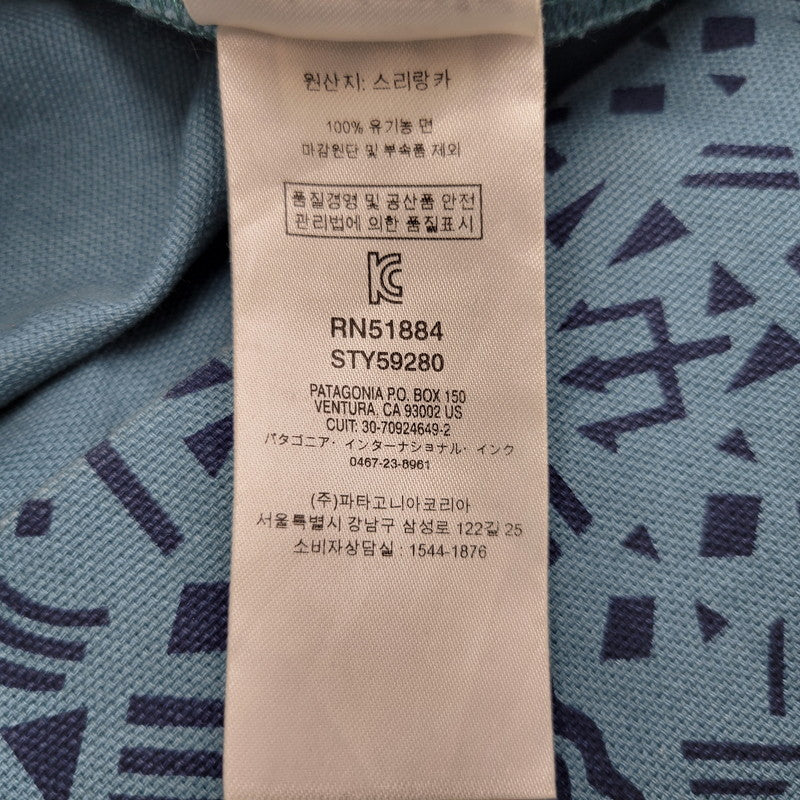 원산지: 스리랑카
100% 유기농 면
마감원단 및 부속품 제외
품질경영 및 공산품 안전
관리법에 의한 품질표시
KC
RN51884
STY59280
PATAGONIA P.O. BOX 150
VENTURA, CA 93002 US
CUIT: 30-70924649-2
パタゴニア・インターナショナル・インク
0467-23-8961
(주)파타고니아코리아
서울특별시 강남구 삼성로 122길 25
소비자상담실 : 1544-1876